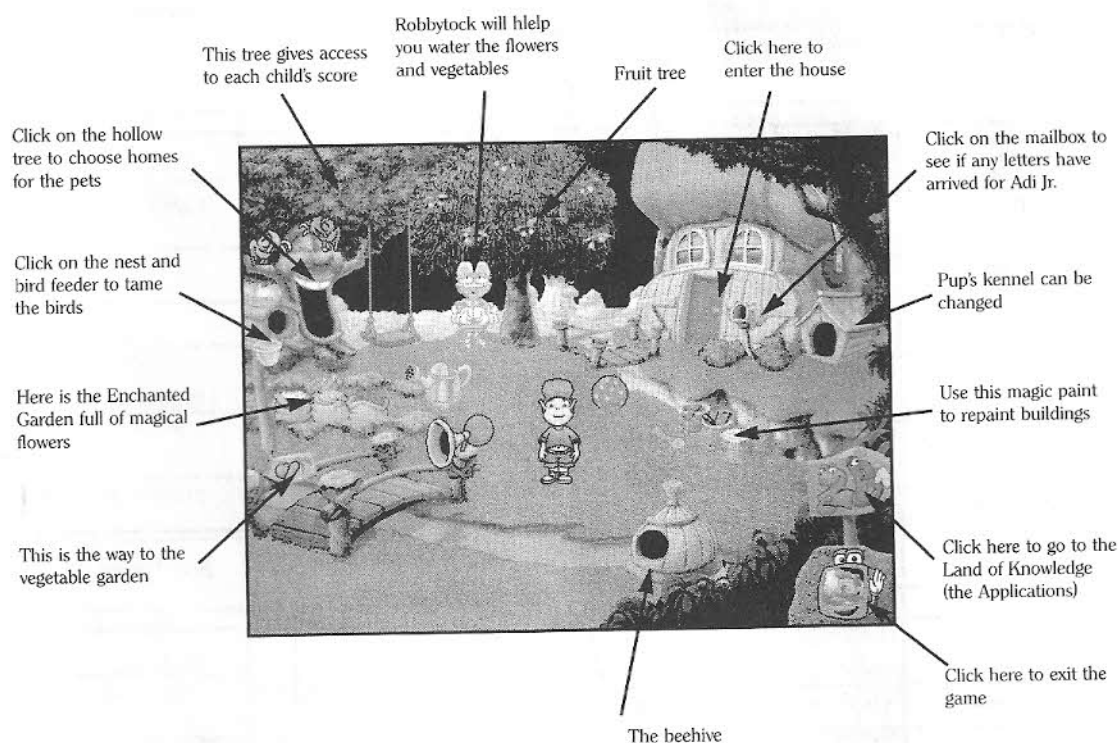 Robbytock will hlelp
you water the flowers
and vegetables
This tree gives access
to each child's score
Fruit tree
Click here to
enter the house
Click on the hollow
tree to choose homes
for the pets
Click on the mailbox to
see if any letters have
arrived for Adi Jr.
Click on the nest and
bird feeder to tame
the birds
Pup's kennel can be
changed
Here is the Enchanted
Garden full of magical
flowers
Use this magic paint
to repaint buildings
This is the way to the
vegetable garden
Click here to go to the
Land of Knowledge
(the Applications)
Click here to exit the
game
The beehive